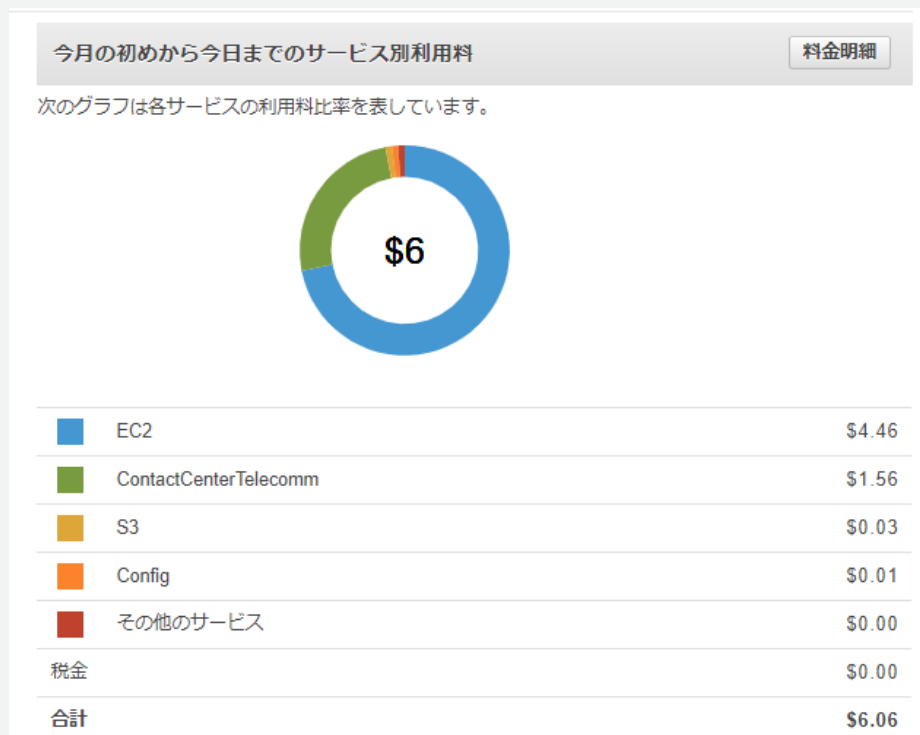 今月の初めから今日までのサービス別利用料 料金明細
次のグラフは各サービスの利用料比率を表しています。
$6
EC2 $4.46
ContactCenterTelecomm $1.56
S3 $0.03
Config $0.01
その他のサービス $0.00
税金 $0.00
合計 $6.06